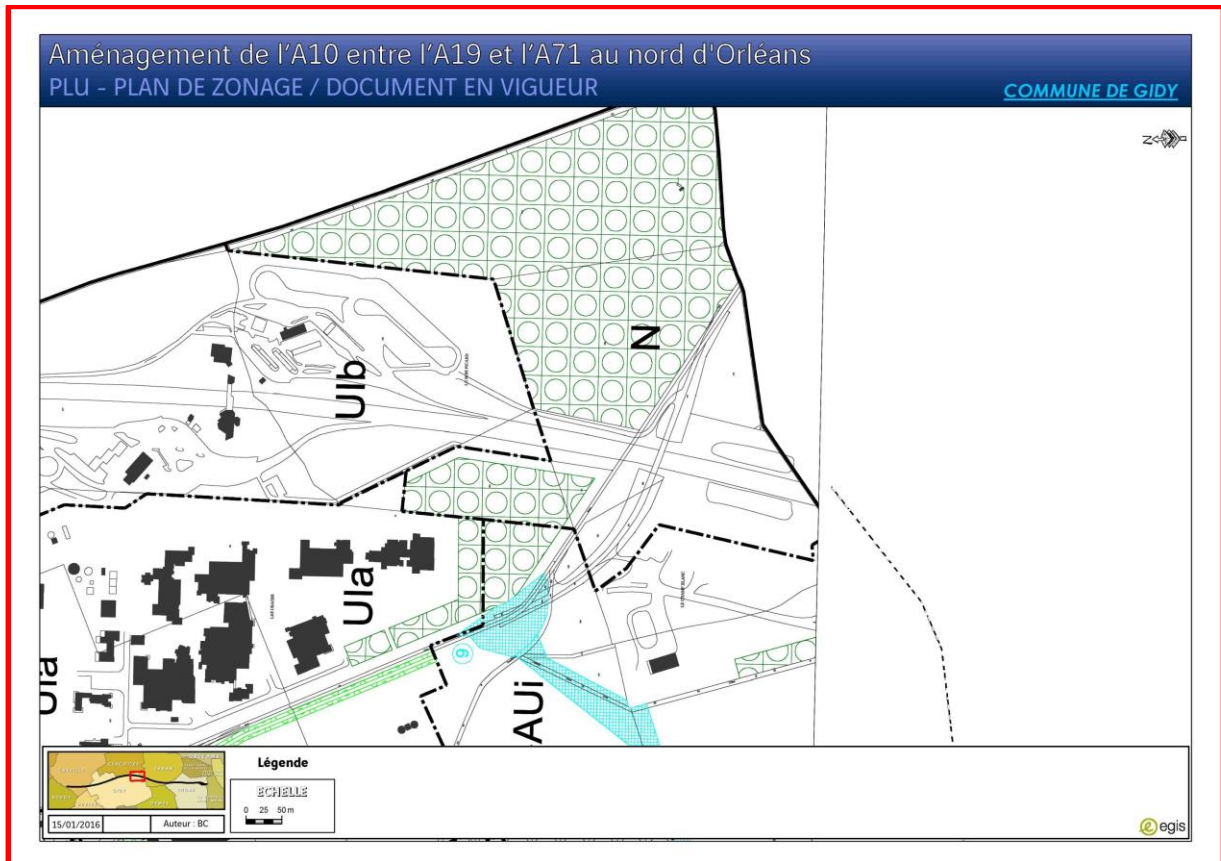 Aménagement de l'A10 entre l'A19 et l'A71 au nord d'Orléans
PLU - PLAN DE ZONAGE / DOCUMENT EN VIGUEUR
COMMUNE DE GIDY
N
N
UIb
UIa
UIa
AUi
9
Légende
ECHELLE
0 25 50 m
15/01/2016
Auteur : BC
egis